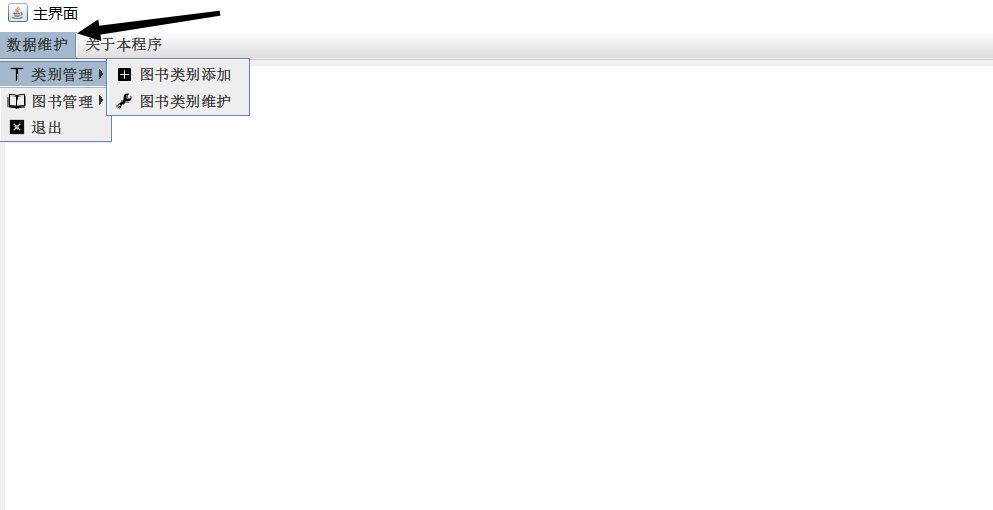 主界面
数据维护 关于本程序
类别管理 图书类别添加
图书管理 图书类别维护
退出